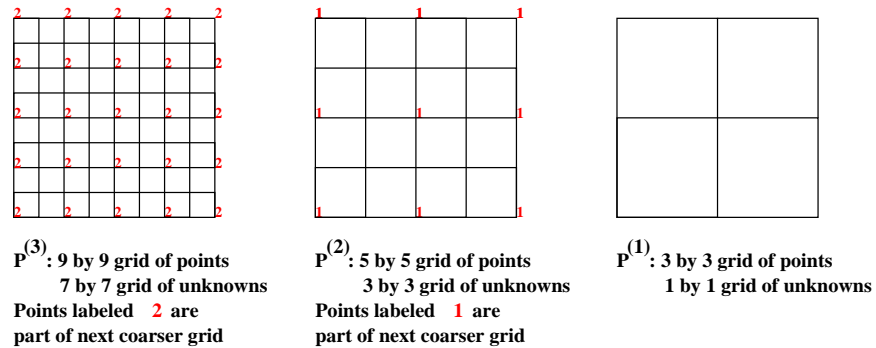 2 2 2 2 2
2 2 2 2 2
2 2 2 2 2
2 2 2 2 2
2 2 2 2 2
P(3): 9 by 9 grid of points
7 by 7 grid of unknowns
Points labeled 2 are
part of next coarser grid
1 1 1
1 1 1
1 1 1
P(2): 5 by 5 grid of points
3 by 3 grid of unknowns
Points labeled 1 are
part of next coarser grid
P(1): 3 by 3 grid of points
1 by 1 grid of unknowns